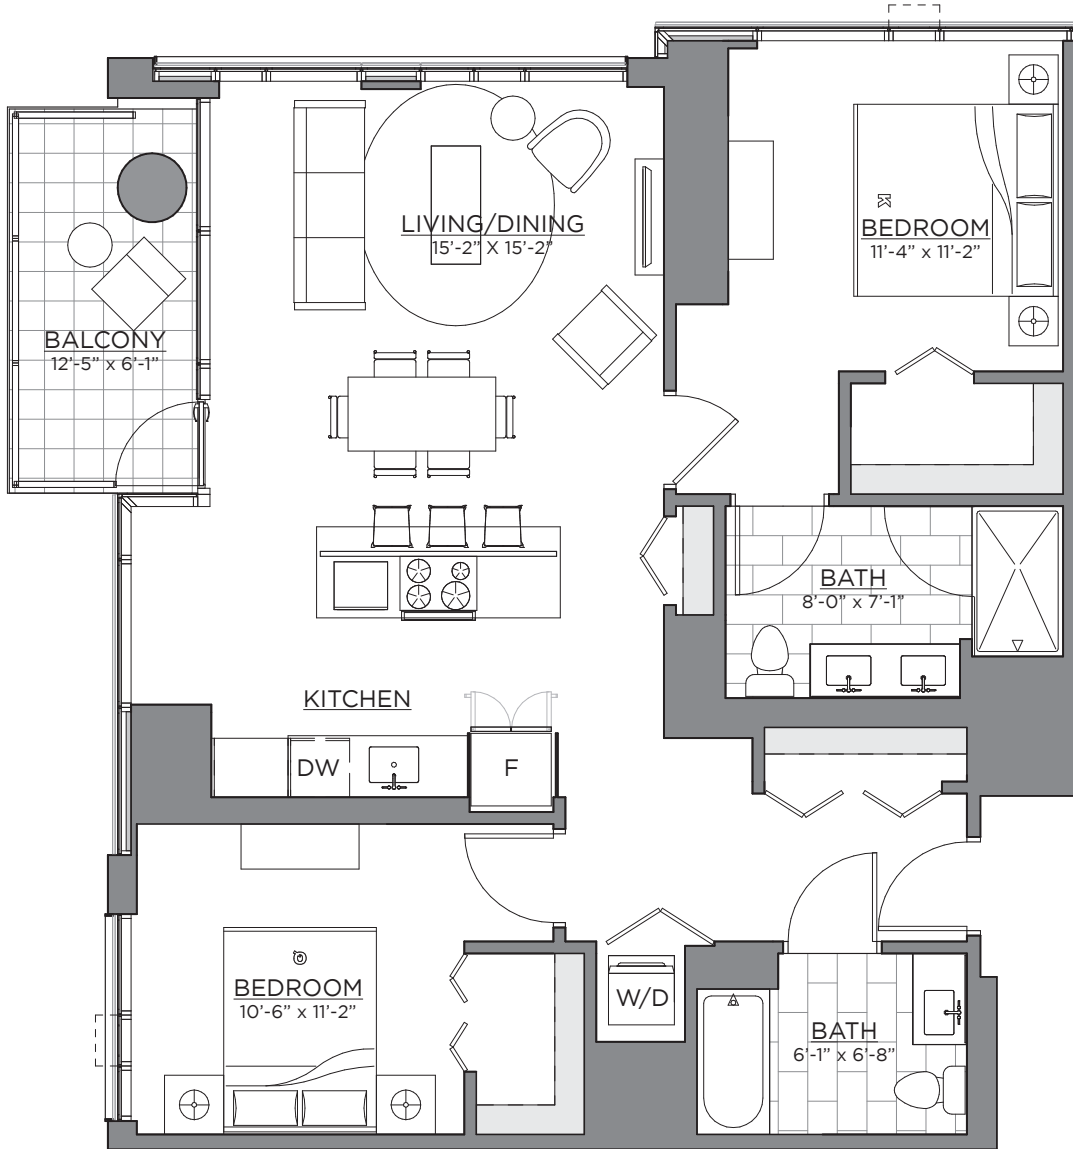 LIVING/DINING
15'-2” X 15'-2”
K
BEDROOM
11'-4” x 11'-2”
BALCONY
12'-5” x 6'-1”
BATH
8'-0” x 7'-1”
KITCHEN
DW
F
Q
BEDROOM
10'-6” x 11'-2”
W/D
BATH
6'-1” x 6'-8”